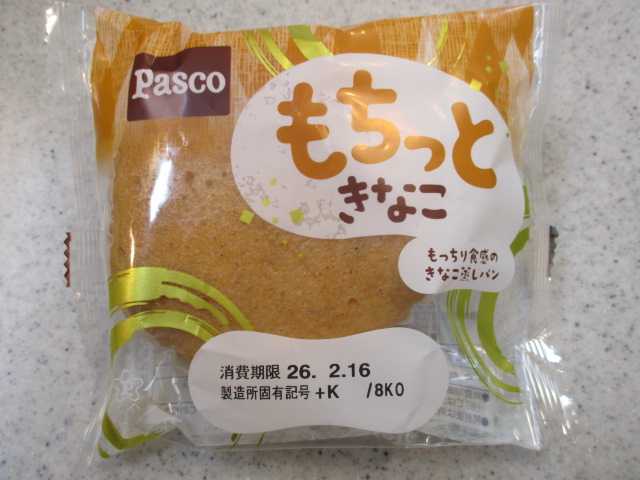 Pasco
もちっと
きなこ
もっちり食感の
きなこ蒸しパン
消費期限 26. 2.16
製造所固有記号 +K /8K0